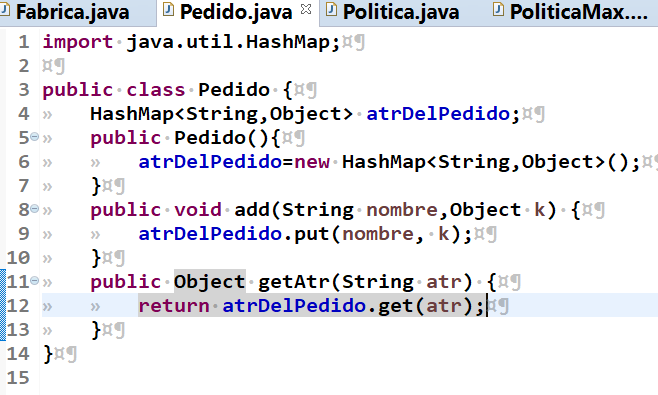 Fabrica.java Pedido.java Politica.java PoliticaMax....
1 import java.util.HashMap;¤¶
2 ¤¶
3 public class Pedido {¤¶
4 » HashMap<String,Object> atrDelPedido;¤¶
5 » public Pedido(){¤¶
6 » » atrDelPedido=new HashMap<String,Object>();¤¶
7 » }¤¶
8 » public void add(String nombre,Object k) {¤¶
9 » » atrDelPedido.put(nombre, k);¤¶
10 » }¤¶
11 » public Object getAtr(String atr) {¤¶
12 » » return atrDelPedido.get(atr);¤¶
13 » }¤¶
14 }¤¶
15